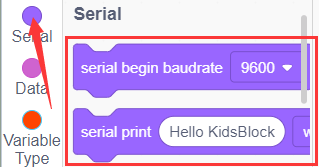 Serial
Serial
Data
Variable
Type
serial begin baudrate 9600
serial print Hello KidsBlock